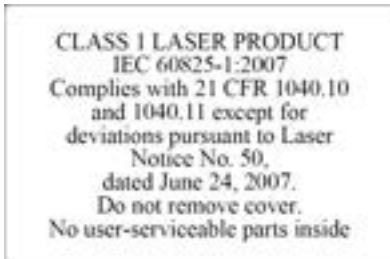 CLASS 1 LASER PRODUCT
IEC 60825-1:2007
Complies with 21 CFR 1040.10
and 1040.11 except for
deviations pursuant to Laser
Notice No. 50,
dated June 24, 2007.
Do not remove cover.
No user-serviceable parts inside